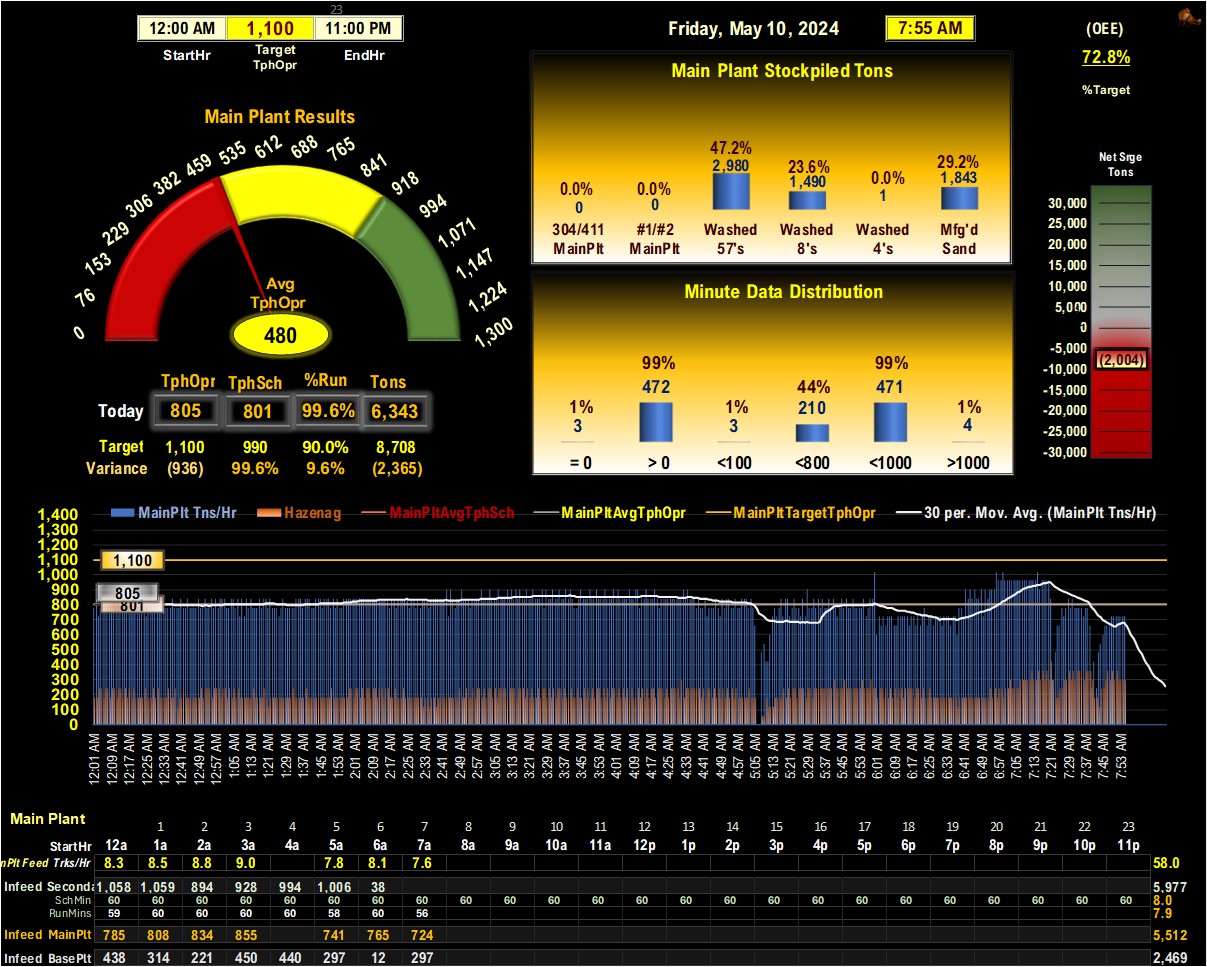 23
12:00 AM 1,100 11:00 PM
StartHr Target TphOpr EndHr
Friday, May 10, 2024 7:55 AM
(OEE)
72.8%
%Target
Main Plant Results
0 76 153 229 306 382 459 535 612 688 765 841 918 994 1,071 1,147 1,224 1,300
Avg
TphOpr
480
TphOpr TphSch %Run Tons
Today 805 801 99.6% 6,343
Target 1,100 990 90.0% 8,708
Variance (936) 99.6% 9.6% (2,365)
Main Plant Stockpiled Tons
0.0% 0.0% 47.2% 23.6% 0.0% 29.2%
0 0 2,980 1,490 1 1,843
304/411 #1/#2 Washed Washed Washed Mfg'd
MainPlt MainPlt 57's 8's 4's Sand
Minute Data Distribution
1% 99% 1% 44% 99% 1%
3 472 3 210 471 4
= 0 > 0 <100 <800 <1000 >1000
Net Srge
Tons
30,000
25,000
20,000
15,000
10,000
5,000
0
-5,000
(2,004)
-10,000
-15,000
-20,000
-25,000
-30,000
MainPlt Tns/Hr Hazenag MainPltAvgTphSch MainPltAvgTphOpr MainPltTargetTphOpr 30 per. Mov. Avg. (MainPlt Tns/Hr)
1,400
1,300
1,200
1,100 1,100
1,000
900 805
800 801
700
600
500
400
300
200
100
0
12:01 AM 12:09 AM 12:17 AM 12:25 AM 12:33 AM 12:41 AM 12:49 AM 12:57 AM 1:05 AM 1:13 AM 1:21 AM 1:29 AM 1:37 AM 1:45 AM 1:53 AM 2:01 AM 2:09 AM 2:17 AM 2:25 AM 2:33 AM 2:41 AM 2:49 AM 2:57 AM 3:05 AM 3:13 AM 3:21 AM 3:29 AM 3:37 AM 3:45 AM 3:53 AM 4:01 AM 4:09 AM 4:17 AM 4:25 AM 4:33 AM 4:41 AM 4:49 AM 4:57 AM 5:05 AM 5:13 AM 5:21 AM 5:29 AM 5:37 AM 5:45 AM 5:53 AM 6:01 AM 6:09 AM 6:17 AM 6:25 AM 6:33 AM 6:41 AM 6:49 AM 6:57 AM 7:05 AM 7:13 AM 7:21 AM 7:29 AM 7:37 AM 7:45 AM 7:53 AM
Main Plant
1 2 3 4 5 6 7 8 9 10 11 12 13 14 15 16 17 18 19 20 21 22 23
StartHr 12a 1a 2a 3a 4a 5a 6a 7a 8a 9a 10a 11a 12p 1p 2p 3p 4p 5p 6p 7p 8p 9p 10p 11p
nPlt Feed Trks/Hr 8.3 8.5 8.8 9.0 7.8 8.1 7.6 58.0
Infeed Seconda 1,058 1,059 894 928 994 1,006 38 5,977
SchMin 60 60 60 60 60 60 60 60 60 60 60 60 60 60 60 60 60 60 60 60 60 60 60 60 8.0
RunMins 59 60 60 60 60 58 60 56 7.9
Infeed MainPlt 785 808 834 855 741 765 724 5,512
Infeed BasePlt 438 314 221 450 440 297 12 297 2,469